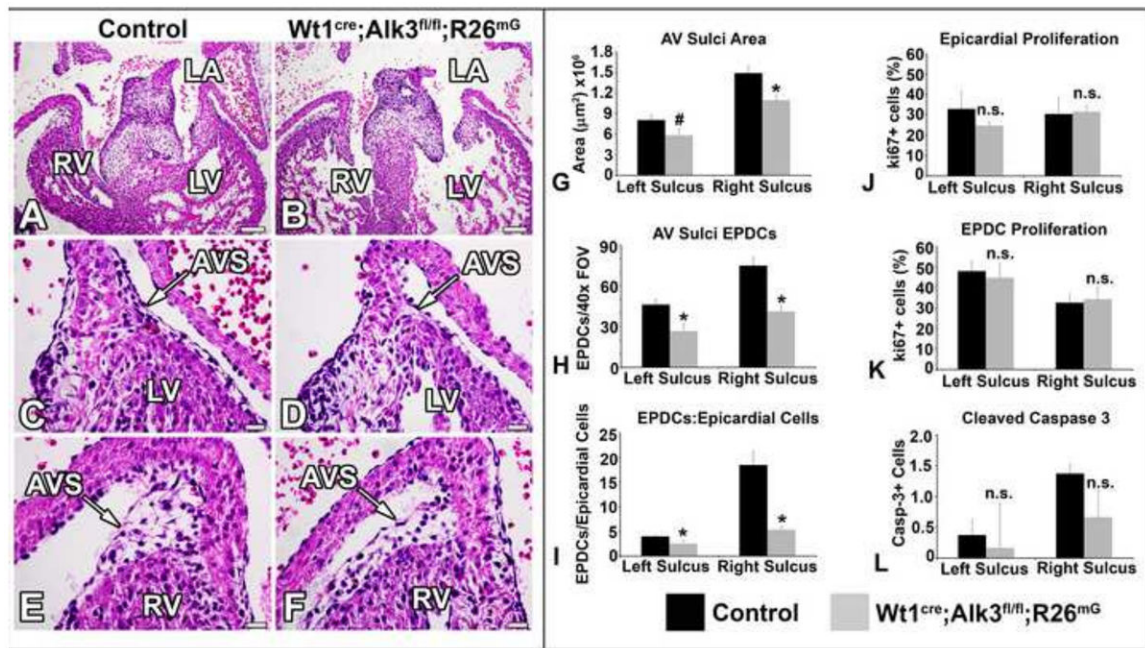 Control
Wt1cre;Alk3fl/fl;R26mG
LA
RV
LV
A
LA
RV
LV
B
AVS
LV
C
AVS
LV
D
AVS
RV
E
AVS
RV
F
AV Sulci Area
Area (µm²) x10⁶
1.8
1.5
1.2
9
6
3
0
#
*
Left Sulcus Right Sulcus
G
AV Sulci EPDCs
EPDCs/40x FOV
90
60
30
0
*
*
Left Sulcus Right Sulcus
H
EPDCs:Epicardial Cells
EPDCs/Epicardial Cells
25
20
15
10
5
0
*
*
Left Sulcus Right Sulcus
I
Epicardial Proliferation
ki67+ cells (%)
60
50
40
30
20
10
0
n.s.
n.s.
Left Sulcus Right Sulcus
J
EPDC Proliferation
ki67+ cells (%)
60
50
40
30
20
10
0
n.s.
n.s.
Left Sulcus Right Sulcus
K
Cleaved Caspase 3
Casp-3+ Cells
2.0
1.5
1.0
0.5
0
n.s.
n.s.
Left Sulcus Right Sulcus
L
Control
Wt1cre;Alk3fl/fl;R26mG